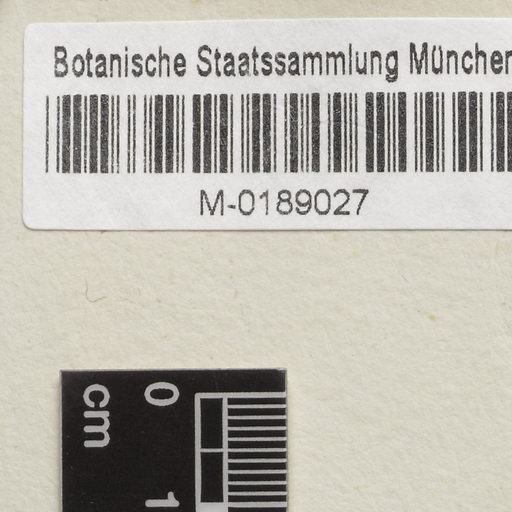 Botanische Staatssammlung München
M-0189027
cm
0
1